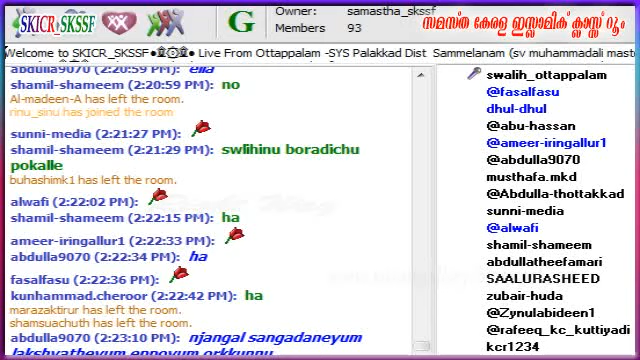 SKICR_SKSSF
G
Owner: samastha_skssf
Members 93
സമസ്ത കേരള ഇസ്ലാമിക് ക്ലാസ്സ് റൂം
Welcome to SKICR_SKSSF●۩۞۩● Live From Ottappalam -SYS Palakkad Dist Sammelanam (sv muhammadali master
abdulla9070 (2:20:59 PM): ella
shamil-shameem (2:20:59 PM): no
Al-madeen-A has left the room.
rinu_sinu has joined the room
sunni-media (2:21:27 PM):
shamil-shameem (2:21:29 PM): swlihinu boradichu
pokalle
buhashimk1 has left the room.
alwafi (2:22:02 PM):
shamil-shameem (2:22:15 PM): ha
ameer-iringallur1 (2:22:33 PM):
abdulla9070 (2:22:34 PM): ha
fasalfasu (2:22:36 PM):
kunhammad.cheroor (2:22:42 PM): ha
marazaktirur has left the room.
shamsuachuth has left the room.
abdulla9070 (2:23:10 PM): njangal sangadaneyum
lakshyatheyum eppoyum orkkunnu
swalih_ottappalam
@fasalfasu
dhul-dhul
@abu-hassan
@ameer-iringallur1
@abdulla9070
musthafa.mkd
@Abdulla-thottakkad
sunni-media
@alwafi
shamil-shameem
abdullatheefamari
SAALURASHEED
zubair-huda
@Zynulabideen1
@rafeeq_kc_kuttiyadi
kcr1234